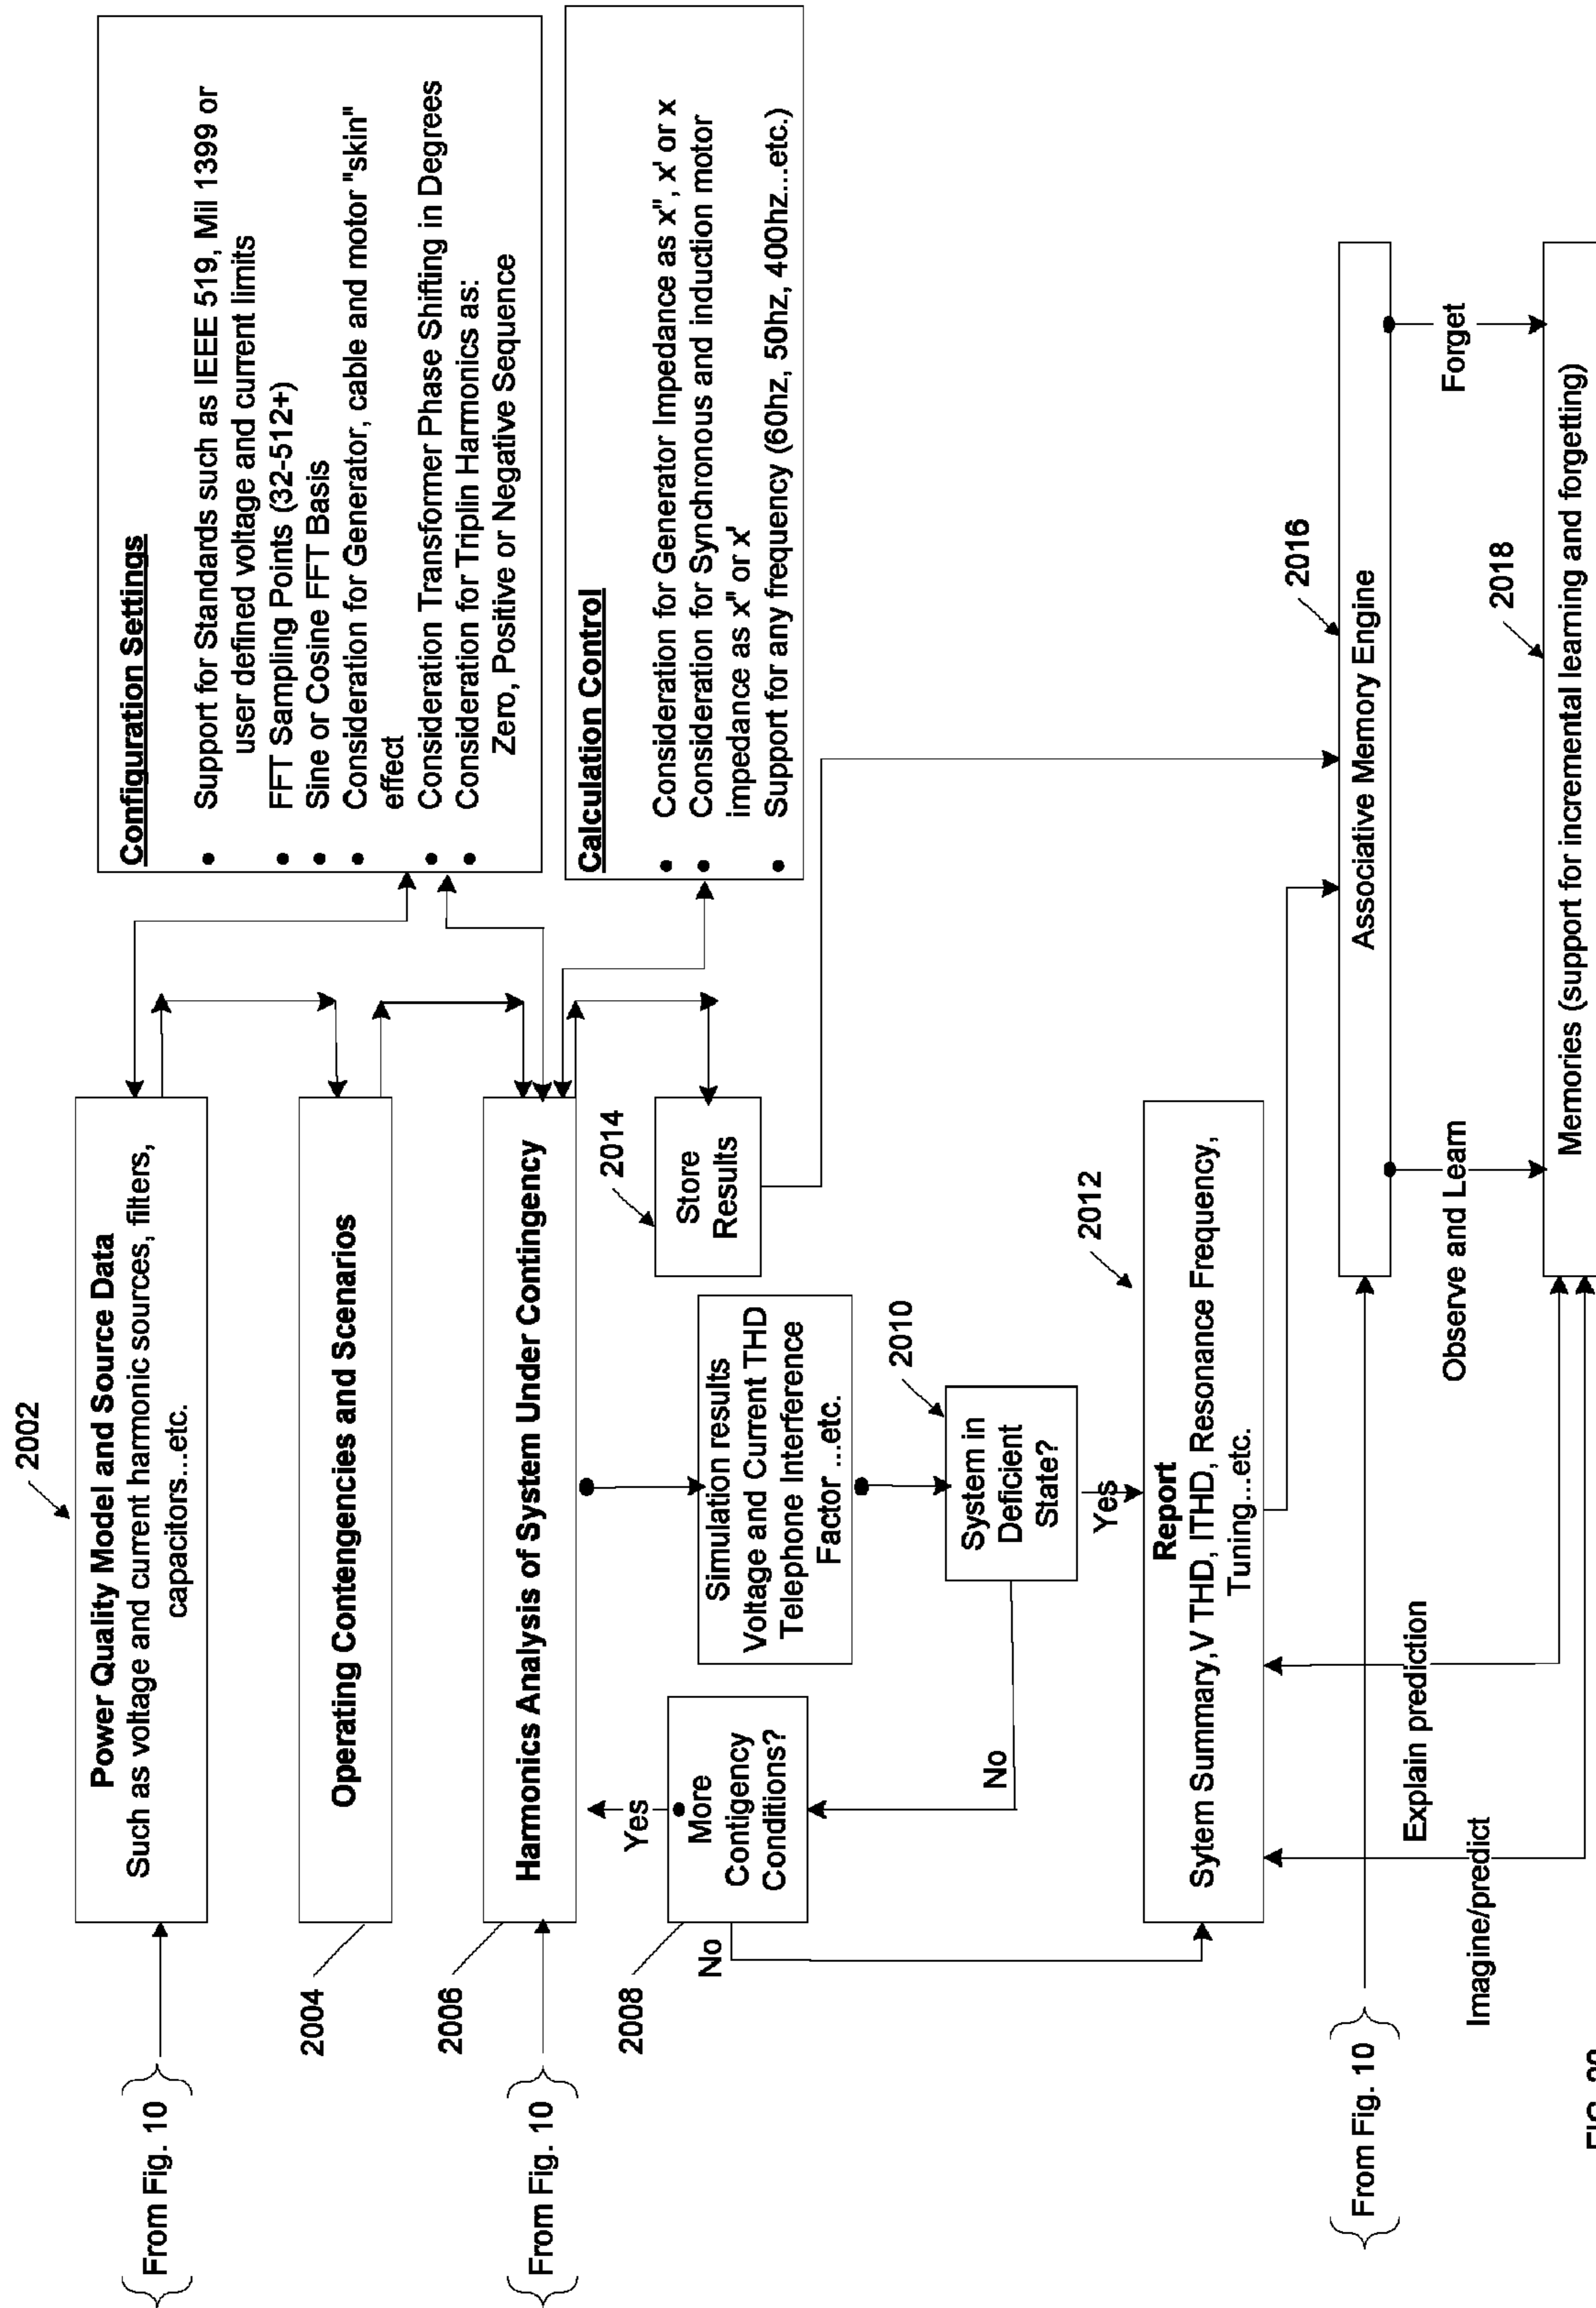 2002
Power Quality Model and Source Data
Such as voltage and current harmonic sources, filters,
capacitors...etc.
From Fig. 10
Configuration Settings
• Support for Standards such as IEEE 519, Mil 1399 or
user defined voltage and current limits
• FFT Sampling Points (32-512+)
• Sine or Cosine FFT Basis
• Consideration for Generator, cable and motor "skin"
effect
• Consideration Transformer Phase Shifting in Degrees
• Consideration for Triplin Harmonics as:
Zero, Positive or Negative Sequence
2004
Operating Contengencies and Scenarios
Calculation Control
• Consideration for Generator Impedance as x", x' or x
• Consideration for Synchronous and induction motor
impedance as x" or x'
• Support for any frequency (60hz, 50hz, 400hz...etc.)
2006
Harmonics Analysis of System Under Contingency
From Fig. 10
2014
Store
Results
2008
More
Contigency
Conditions?
Yes
No
Simulation results
Voltage and Current THD
Telephone Interference
Factor ...etc.
2010
System in
Deficient
State?
No
Yes
2012
Report
Sytem Summary,V THD, ITHD, Resonance Frequency,
Tuning...etc.
From Fig. 10
2016
Associative Memory Engine
Imagine/predict
Explain prediction
Observe and Learn
Forget
2018
Memories (support for incremental learning and forgetting)